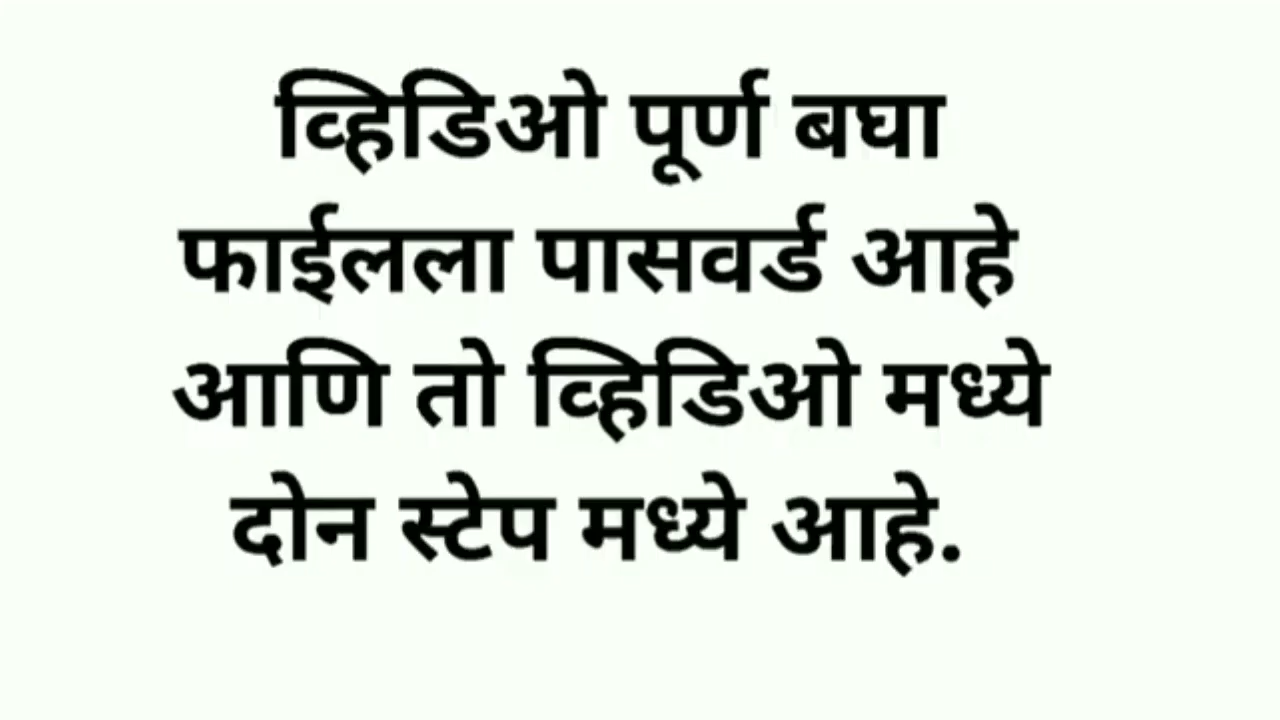 व्हिडिओ पूर्ण बघा
फाईलला पासवर्ड आहे
आणि तो व्हिडिओ मध्ये
दोन स्टेप मध्ये आहे.